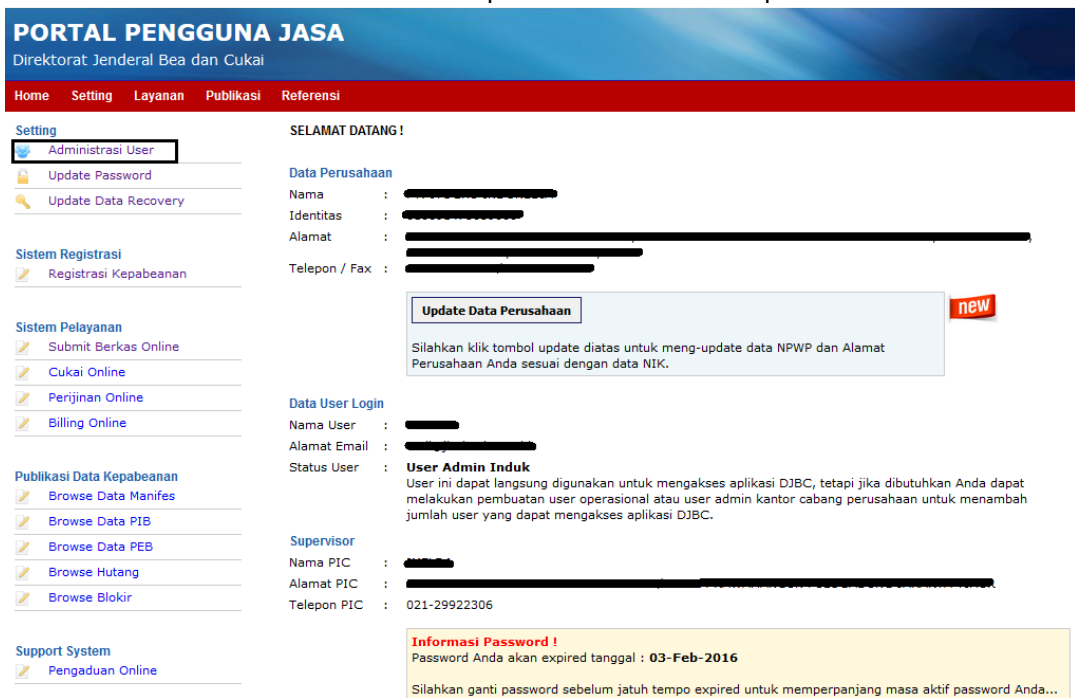 PORTAL PENGGUNA JASA
Direktorat Jenderal Bea dan Cukai
Home Setting Layanan Publikasi Referensi
Setting
Administrasi User
Update Password
Update Data Recovery
Sistem Registrasi
Registrasi Kepabeanan
Sistem Pelayanan
Submit Berkas Online
Cukai Online
Perijinan Online
Billing Online
Publikasi Data Kepabeanan
Browse Data Manifes
Browse Data PIB
Browse Data PEB
Browse Hutang
Browse Blokir
Support System
Pengaduan Online
SELAMAT DATANG !
Data Perusahaan
Nama :
Identitas :
Alamat :
Telepon / Fax :
Update Data Perusahaan
new
Silahkan klik tombol update diatas untuk meng-update data NPWP dan Alamat
Perusahaan Anda sesuai dengan data NIK.
Data User Login
Nama User :
Alamat Email :
Status User : User Admin Induk
User ini dapat langsung digunakan untuk mengakses aplikasi DJBC, tetapi jika dibutuhkan Anda dapat
melakukan pembuatan user operasional atau user admin kantor cabang perusahaan untuk menambah
jumlah user yang dapat mengakses aplikasi DJBC.
Supervisor
Nama PIC :
Alamat PIC :
Telepon PIC : 021-29922306
Informasi Password !
Password Anda akan expired tanggal : 03-Feb-2016
Silahkan ganti password sebelum jatuh tempo expired untuk memperpanjang masa aktif password Anda...